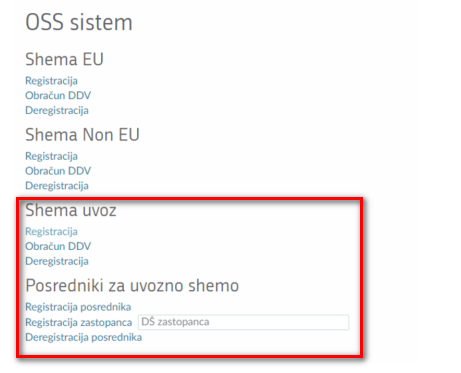 OSS sistem
Shema EU
Registracija
Obračun DDV
Deregistracija
Shema Non EU
Registracija
Obračun DDV
Deregistracija
Shema uvoz
Registracija
Obračun DDV
Deregistracija
Posredniki za uvozno shemo
Registracija posrednika
Registracija zastopanca DŠ zastopanca
Deregistracija posrednika